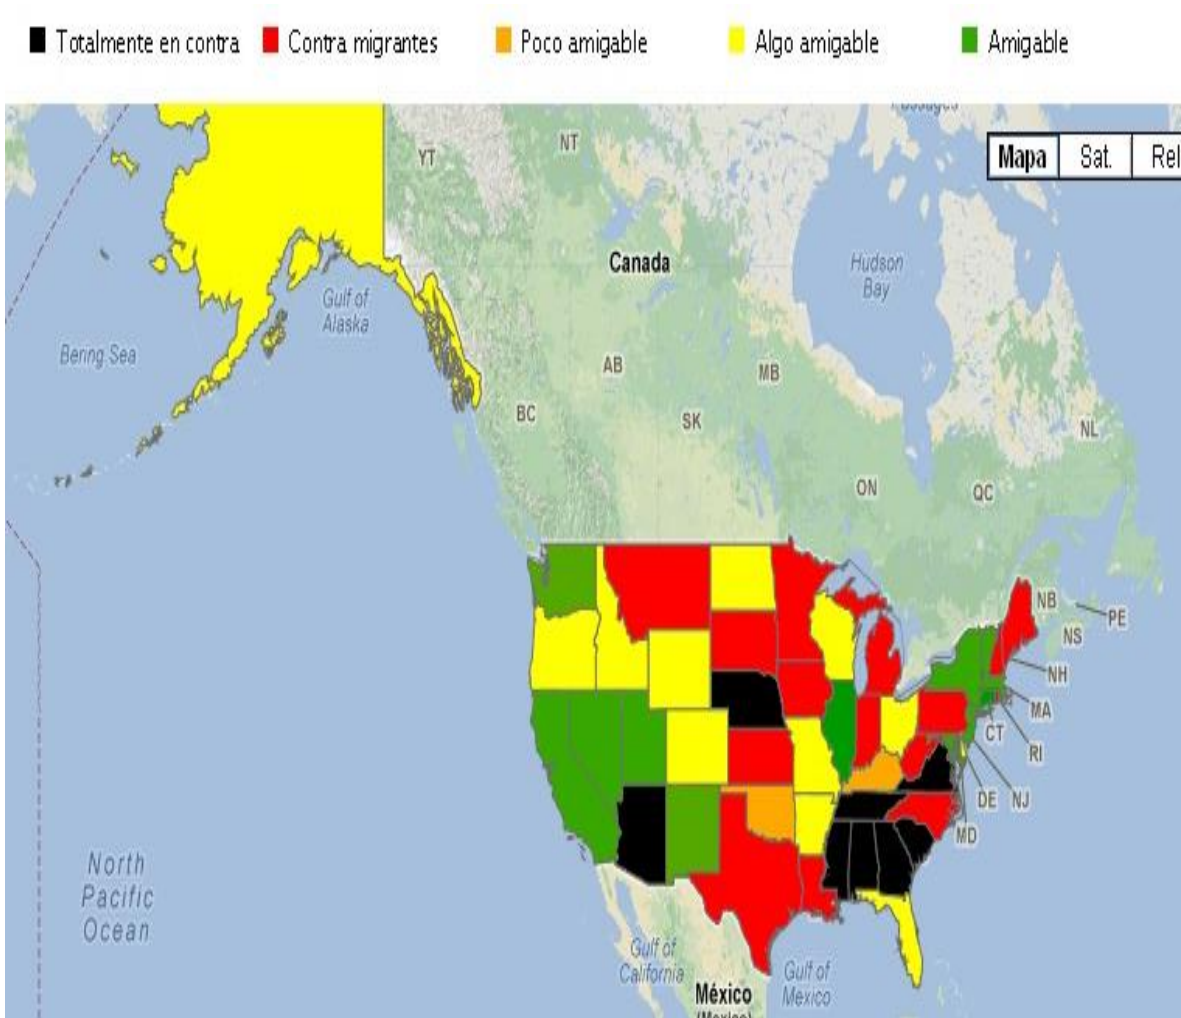 Totalmente en contra
Contra migrantes
Poco amigable
Algo amigable
Amigable
Mapa
Sat.
Rel
YT
NT
Canada
Hudson
Bay
Gulf of
Alaska
Bering Sea
AB
MB
BC
SK
NL
ON
QC
NB
PE
NS
NH
MA
CT
RI
DE
NJ
MD
North
Pacific
Ocean
Gulf of
California
Gulf of
Mexico
México